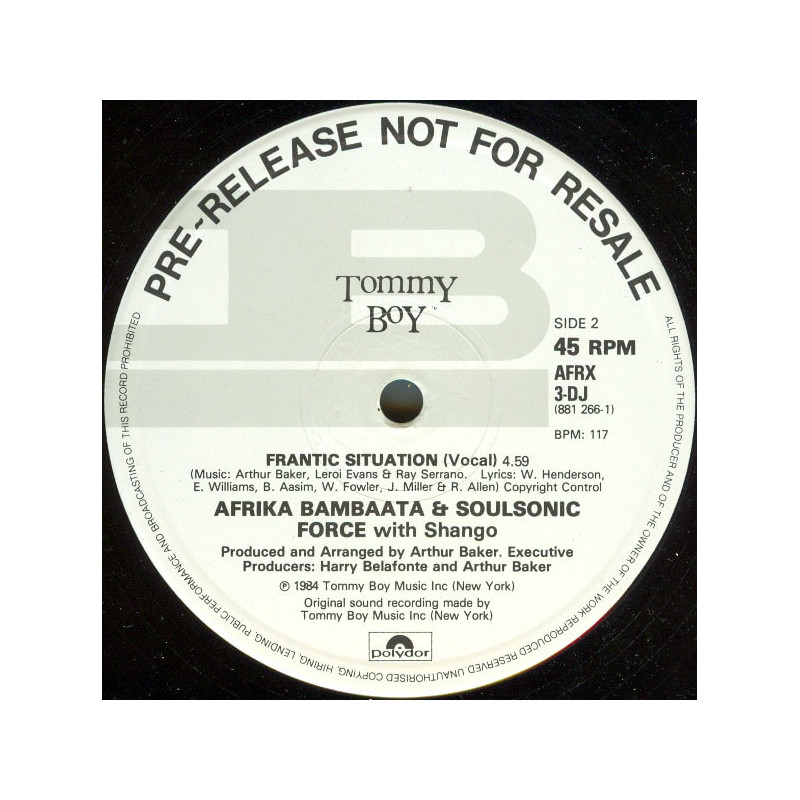 PRE-RELEASE NOT FOR RESALE
TOMMY
BOY
SIDE 2
45 RPM
AFRX
3-DJ
(881 266-1)
BPM: 117
FRANTIC SITUATION (Vocal) 4.59
(Music: Arthur Baker, Leroi Evans & Ray Serrano. Lyrics: W. Henderson,
E. Williams, B. Aasim, W. Fowler, J. Miller & R. Allen) Copyright Control
AFRIKA BAMBAATA & SOULSONIC
FORCE with Shango
Produced and Arranged by Arthur Baker. Executive
Producers: Harry Belafonte and Arthur Baker
℗ 1984 Tommy Boy Music Inc (New York)
Original sound recording made by
Tommy Boy Music Inc (New York)
polydor
ALL RIGHTS OF THE PRODUCER AND OF THE OWNER OF THE WORK REPRODUCED RESERVED. UNAUTHORISED COPYING, HIRING, LENDING, PUBLIC PERFORMANCE AND BROADCASTING OF THIS RECORD PROHIBITED